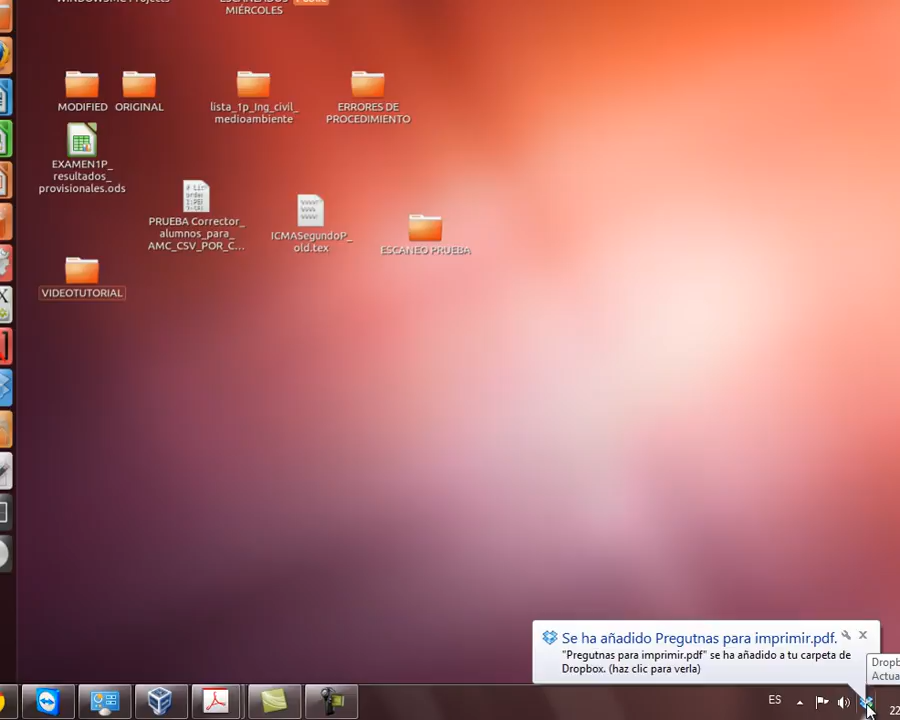 MIÉRCOLES
MODIFIED
ORIGINAL
lista_1p_Ing_civil_
medioambiente
ERRORES DE
PROCEDIMIENTO
EXAMEN1P_
resultados_
provisionales.ods
PRUEBA Corrector_
alumnos_para_
AMC_CSV_POR_C...
ICMASegundoP_
old.tex
ESCANEO PRUEBA
VIDEOTUTORIAL
Se ha añadido Pregutnas para imprimir.pdf.
"Pregutnas para imprimir.pdf" se ha añadido a tu carpeta de
Dropbox. (haz clic para verla)
ES
22